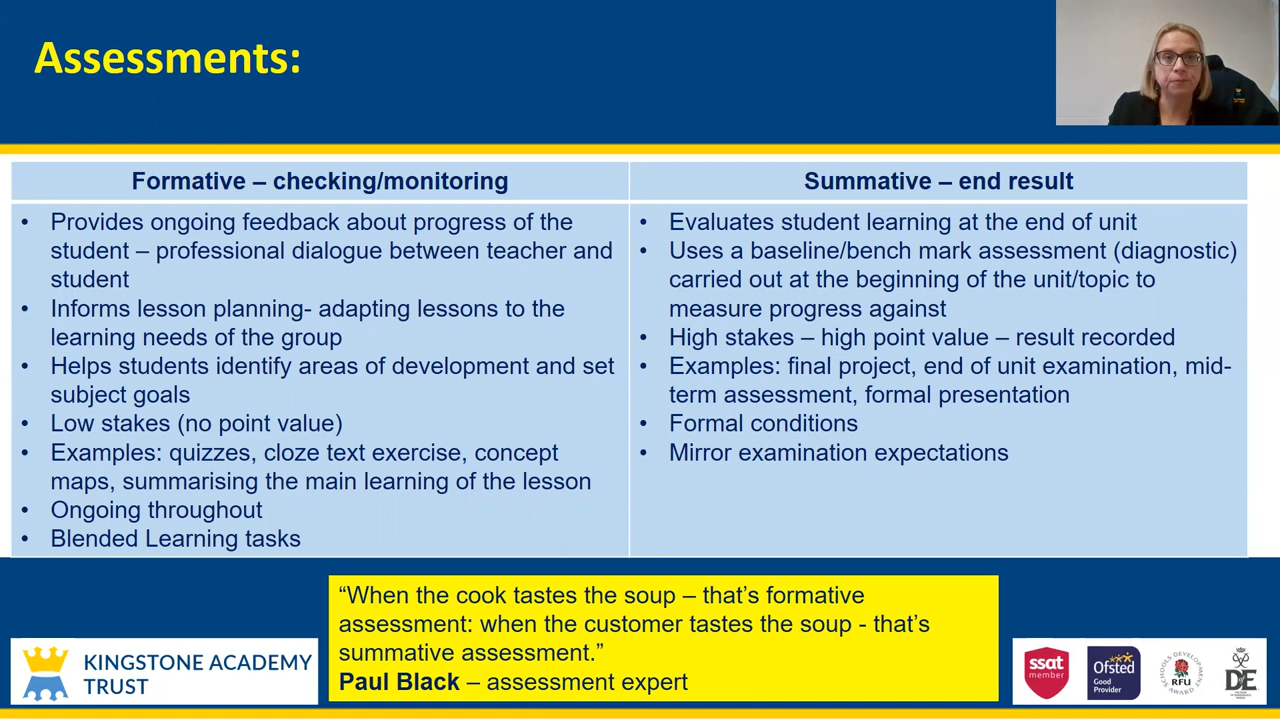 Assessments:
Formative – checking/monitoring
• Provides ongoing feedback about progress of the
student – professional dialogue between teacher and
student
• Informs lesson planning- adapting lessons to the
learning needs of the group
• Helps students identify areas of development and set
subject goals
• Low stakes (no point value)
• Examples: quizzes, cloze text exercise, concept
maps, summarising the main learning of the lesson
• Ongoing throughout
• Blended Learning tasks
Summative – end result
• Evaluates student learning at the end of unit
• Uses a baseline/bench mark assessment (diagnostic)
carried out at the beginning of the unit/topic to
measure progress against
• High stakes – high point value – result recorded
• Examples: final project, end of unit examination, mid-
term assessment, formal presentation
• Formal conditions
• Mirror examination expectations
“When the cook tastes the soup – that’s formative
assessment: when the customer tastes the soup - that’s
summative assessment.”
Paul Black – assessment expert
KINGSTONE ACADEMY
TRUST
ssat
member
Ofsted
Good
Provider
SCHOOLS DEVELOPMENT
AWARD
RFU
DofE